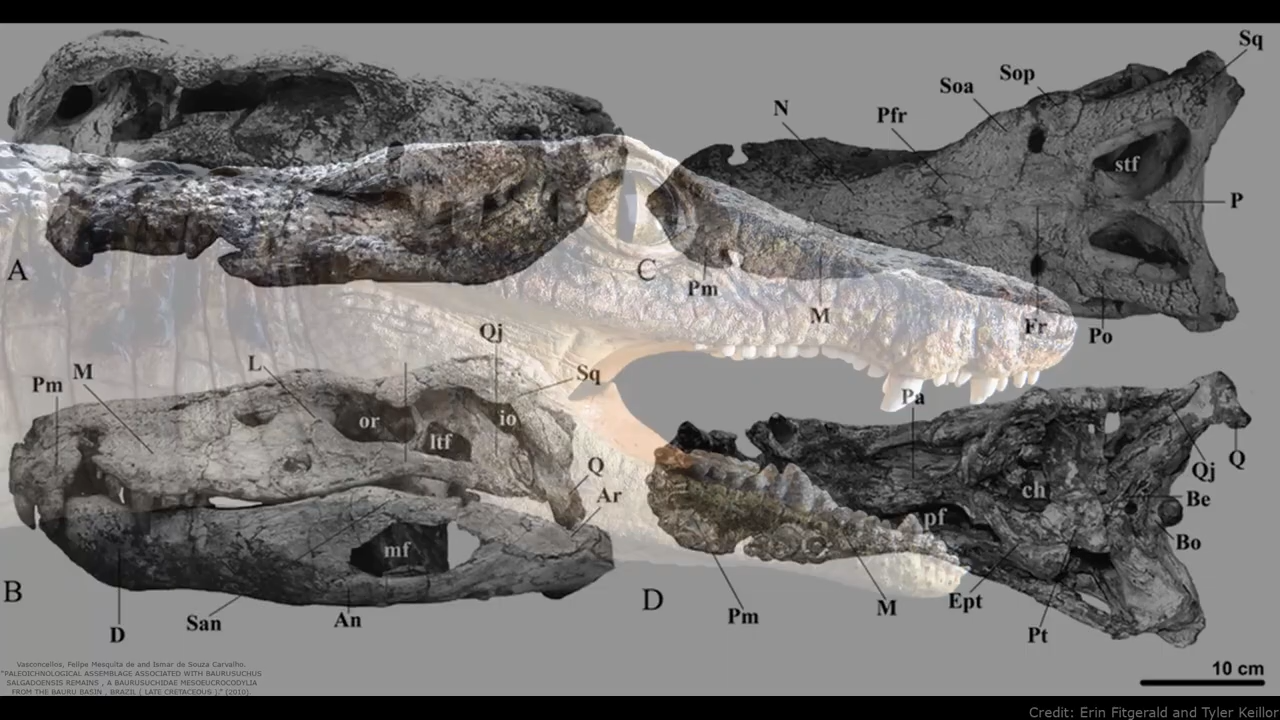 Sq
Sop
Soa
N
Pfr
stf
P
A
C
Pm
M
Fr
Po
Qj
L
M
Pm
Sq
or
io
ltf
Pa
Q
Ar
Qj
Q
ch
Be
pf
Bo
mf
B
D
M
Ept
Pm
San
An
D
Pt
Vasconcellos, Felipe Mesquita de and Ismar de Souza Carvalho.
"PALEOICHNOLOGICAL ASSEMBLAGE ASSOCIATED WITH BAURUSUCHUS
SALGADOENSIS REMAINS , A BAURUSUCHIDAE MESOEUCROCODYLIA
FROM THE BAURU BASIN , BRAZIL ( LATE CRETACEOUS )." (2010).
10 cm
Credit: Erin Fitgerald and Tyler Keillor